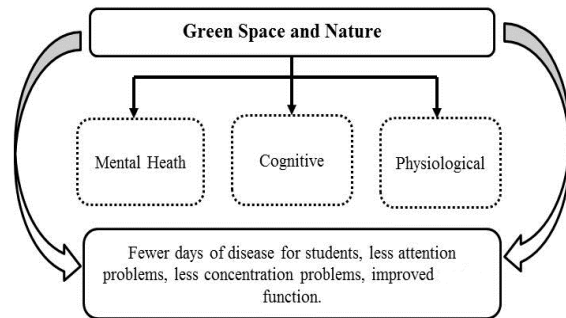 Green Space and Nature
Mental Heath
Cognitive
Physiological
Fewer days of disease for students, less attention
problems, less concentration problems, improved
function.